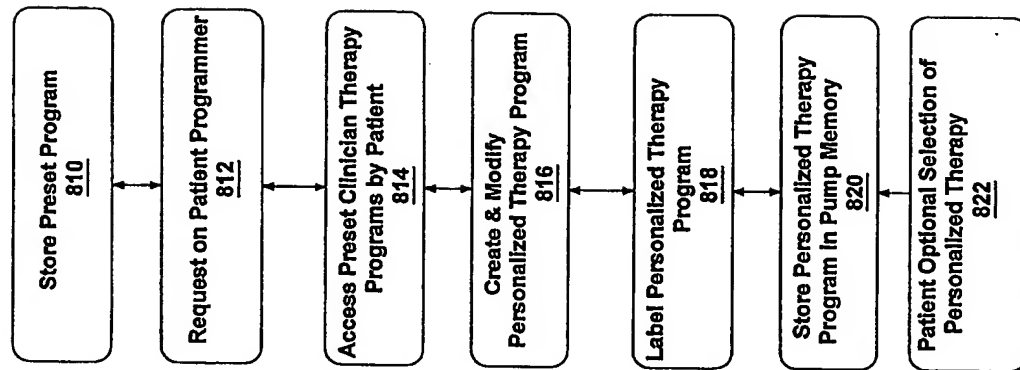 Store Preset Program
810
Request on Patient Programmer
812
Access Preset Clinician Therapy
Programs by Patient
814
Create & Modify
Personalized Therapy Program
816
Label Personalized Therapy
Program
818
Store Personalized Therapy
Program In Pump Memory
820
Patient Optional Selection of
Personalized Therapy
822